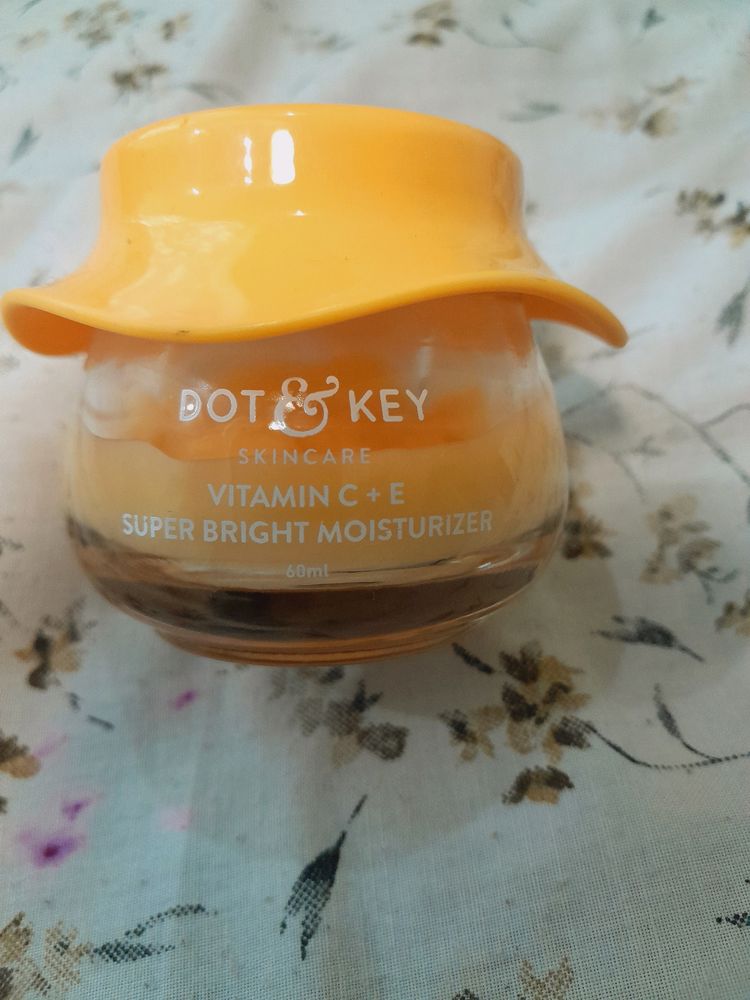 DOT & KEY
SKINCARE
VITAMIN C + E
SUPER BRIGHT MOISTURIZER
60ml